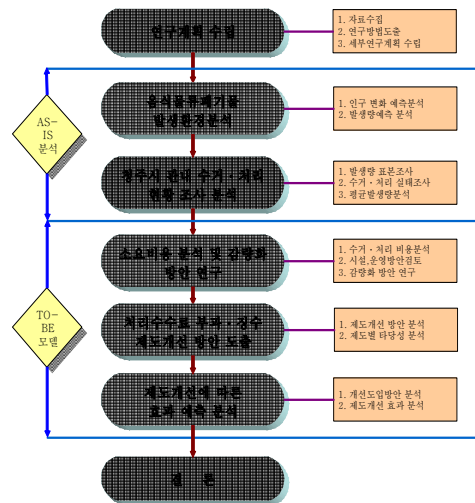 연구계획 수립
1. 자료수집
2. 연구방법도출
3. 세부연구계획 수립
음식물류폐기물
발생환경분석
1. 인구 변화 예측분석
2. 발생량예측 분석
AS-
IS
분석
관리 수거·처리
현황 조사 분석
1. 발생량 표본조사
2. 수거·처리 실태조사
3. 평균발생량분석
소요비용 분석 및 감량화
방안 연구
1. 수거·처리 비용분석
2. 시설,운영방안검토
3. 감량화 방안 연구
TO-
BE
모델
처리수수료 부과·징수
제도개선 방안 도출
1. 제도개선 방안 분석
2. 제도별 타당성 분석
제도개선에 따른
효과 예측 분석
1. 개선도입방안 분석
2. 제도개선 효과 분석
결 론